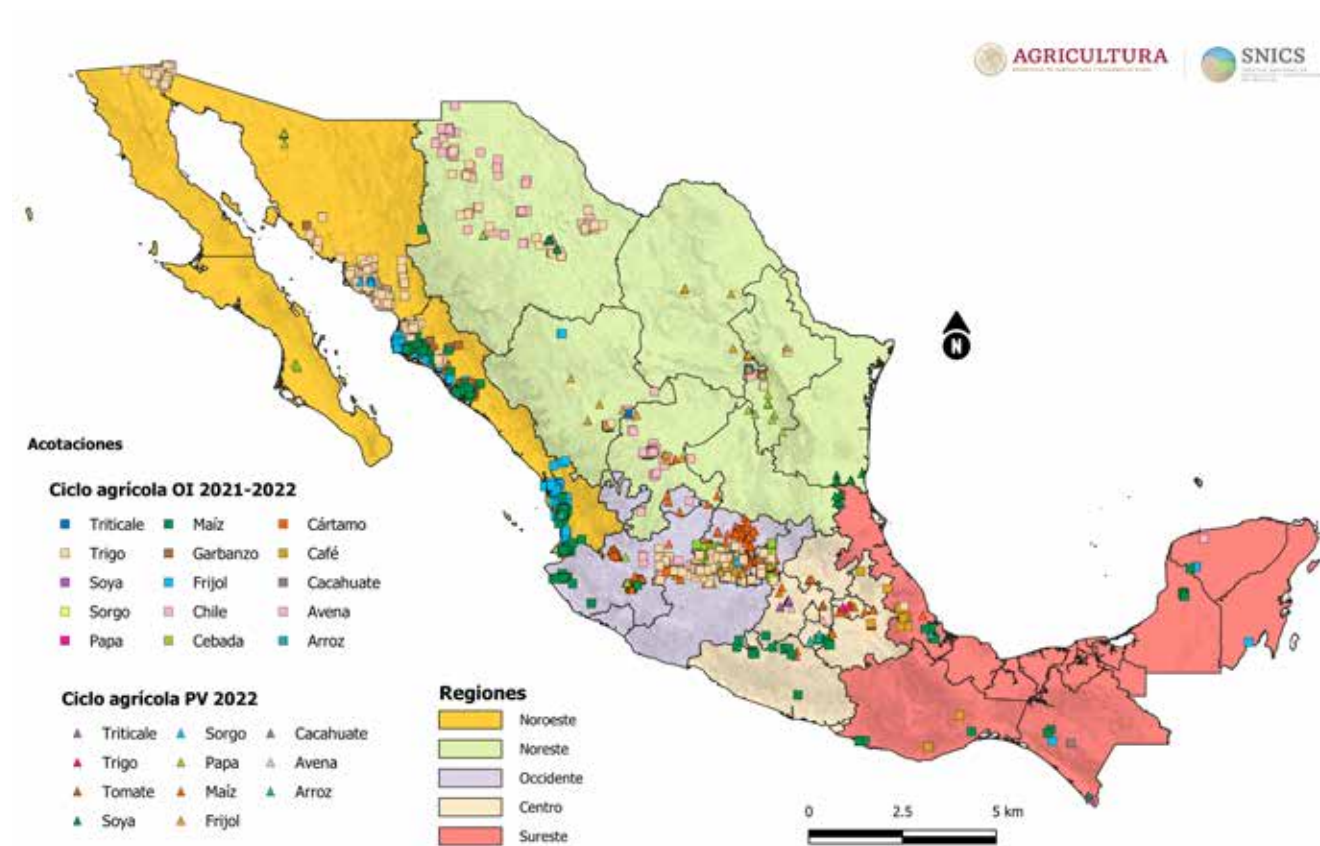 AGRICULTURA
SNICS
N
Acotaciones
Ciclo agrícola OI 2021-2022
Triticale Maíz Cártamo
Trigo Garbanzo Café
Soya Frijol Cacahuate
Sorgo Chile Avena
Papa Cebada Arroz
Ciclo agrícola PV 2022
Triticale Sorgo Cacahuate
Trigo Papa Avena
Tomate Maíz Arroz
Soya Frijol
Regiones
Noroeste
Noreste
Occidente
Centro
Sureste
0 2.5 5 km